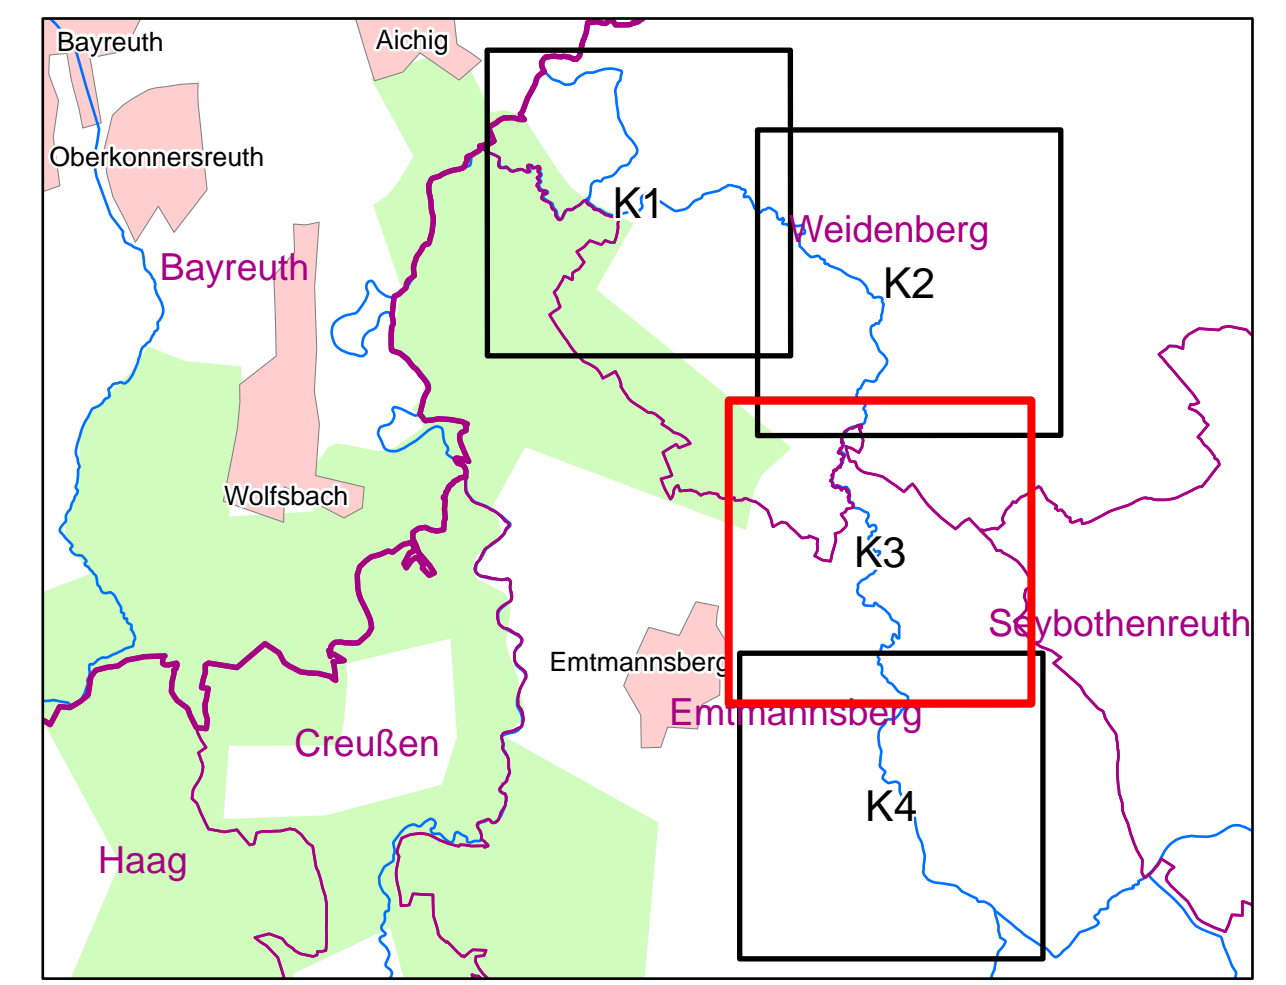 Bayreuth
Aichig
Oberkonnersreuth
K1
Weidenberg
Bayreuth
K2
Wolfsbach
K3
Seybothenreuth
Emtmannsberg
Emtmannsberg
Creußen
K4
Haag